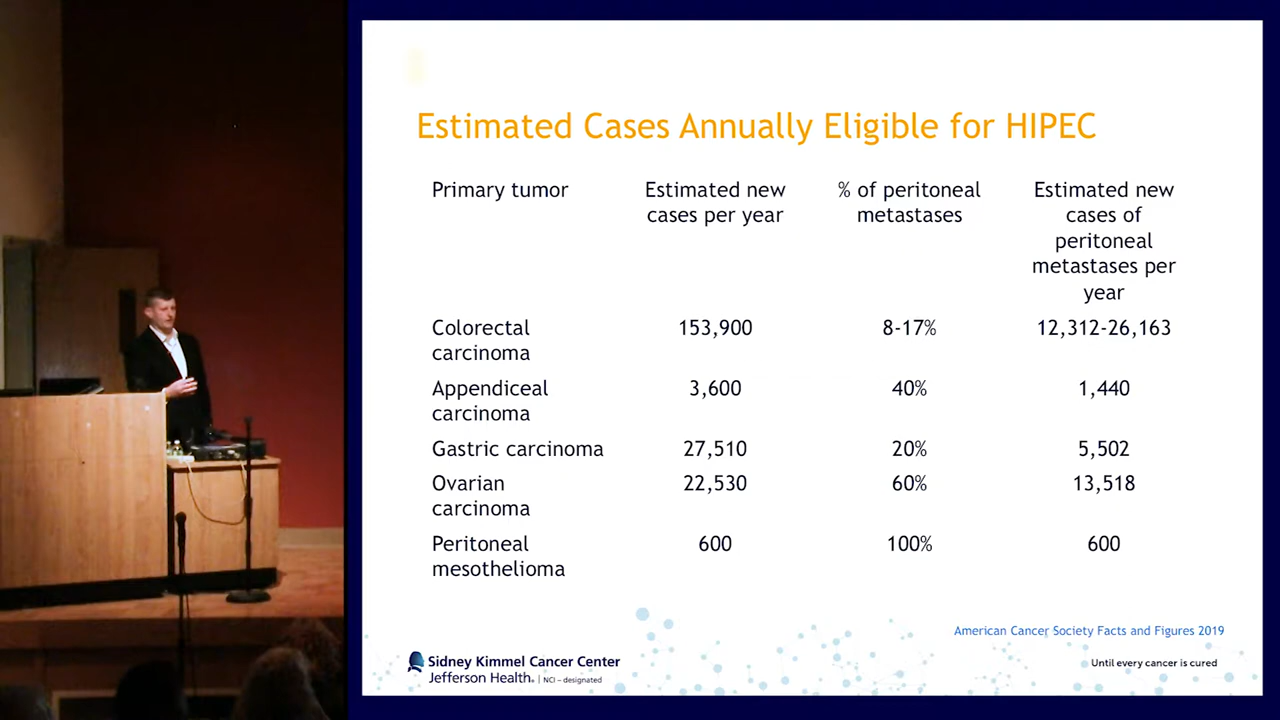 Estimated Cases Annually Eligible for HIPEC
Primary tumor
Estimated new
cases per year
% of peritoneal
metastases
Estimated new
cases of
peritoneal
metastases per
year
Colorectal
carcinoma
153,900
8-17%
12,312-26,163
Appendiceal
carcinoma
3,600
40%
1,440
Gastric carcinoma
27,510
20%
5,502
Ovarian
carcinoma
22,530
60%
13,518
Peritoneal
mesothelioma
600
100%
600
American Cancer Society Facts and Figures 2019
Sidney Kimmel Cancer Center
Jefferson Health® | NCI – designated
Until every cancer is cured